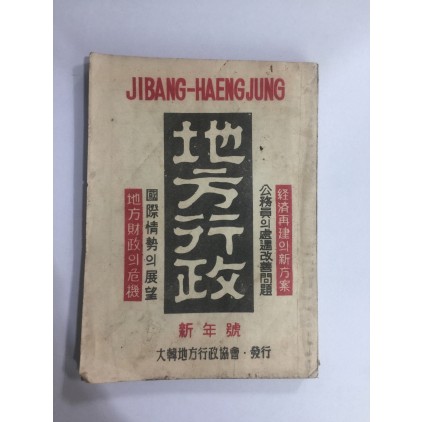 JIBANG-HAENGJUNG
地方行政
経済再建의新方案
公務員의處遇改善問題
國際情勢의展望
地方財政의危機
新年號
大韓地方行政協會·發行